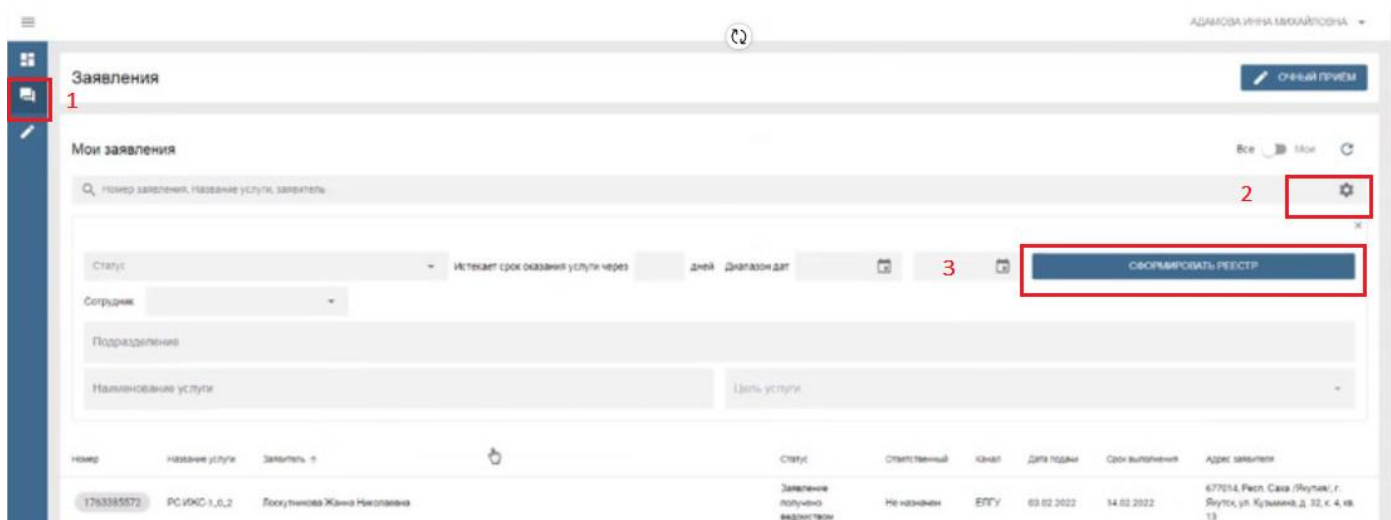 АДАМОВА ИННА МИХАЙЛОВНА
Заявления
ОЧНЫЙ ПРИЁМ
1
Мои заявления
Все Мои
Номер заявления, Название услуги, заявитель
2
Статус
Истекает срок оказания услуги через
дней
Диапазон дат
3
СФОРМИРОВАТЬ РЕЕСТР
Сотрудник
Подразделение
Наименование услуги
Цель услуги
Номер Название услуги Заявитель Статус Ответственный Канал Дата подачи Срок выполнения Адрес заявителя
1763385572 РС.ИЖС-1_0_2 Лоскутникова Жанна Николаевна Заявление получено ведомством Не назначен ЕПГУ 03.02.2022 14.02.2022 677014, Респ. Саха /Якутия/, г. Якутск, ул. Кузьмина, д. 32, к. 4, кв. 13